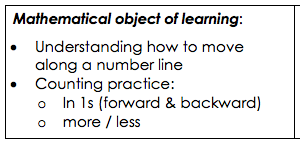 Mathematical object of learning:
• Understanding how to move
along a number line
• Counting practice:
o In 1s (forward & backward)
o more / less